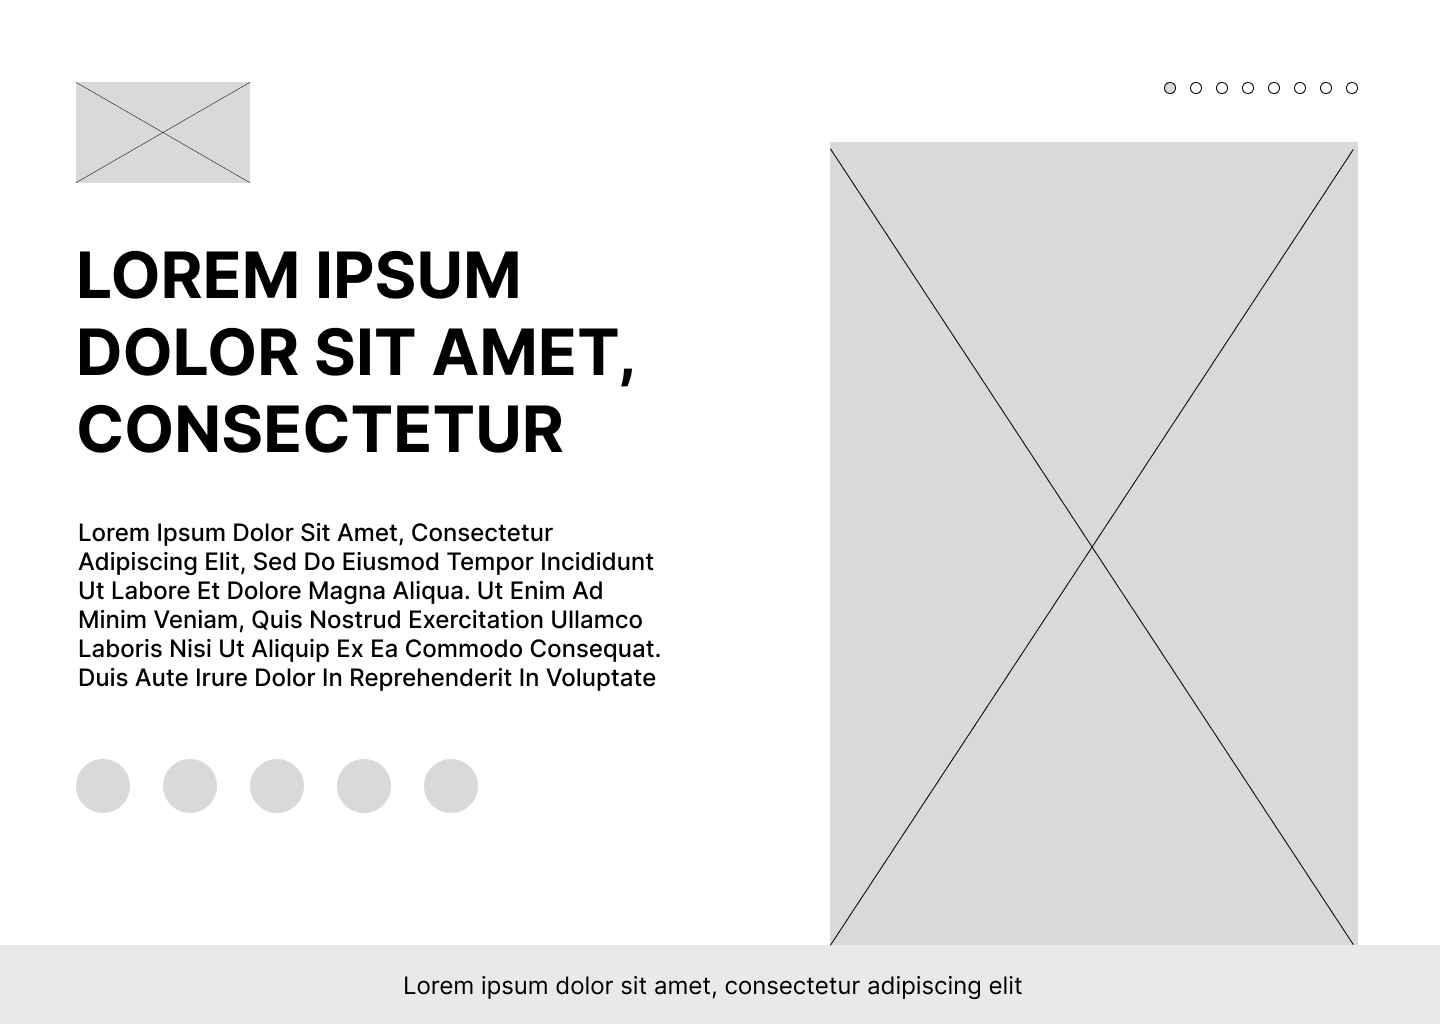 LOREM IPSUM
DOLOR SIT AMET,
CONSECTETUR
Lorem Ipsum Dolor Sit Amet, Consectetur
Adipiscing Elit, Sed Do Eiusmod Tempor Incididunt
Ut Labore Et Dolore Magna Aliqua. Ut Enim Ad
Minim Veniam, Quis Nostrud Exercitation Ullamco
Laboris Nisi Ut Aliquip Ex Ea Commodo Consequat.
Duis Aute Irure Dolor In Reprehenderit In Voluptate
Lorem ipsum dolor sit amet, consectetur adipiscing elit